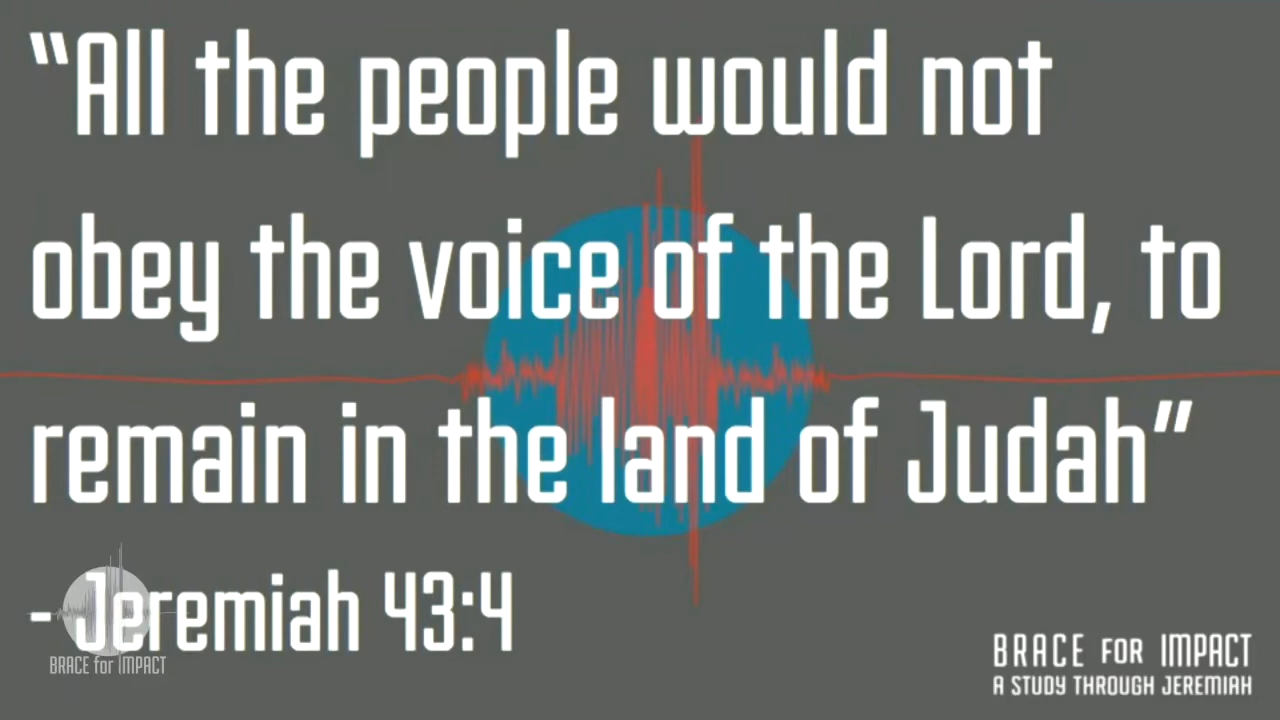 “All the people would not
obey the voice of the Lord, to
remain in the land of Judah”
- Jeremiah 43:4
BRACE for IMPACT
BRACE FOR IMPACT
A STUDY THROUGH JEREMIAH